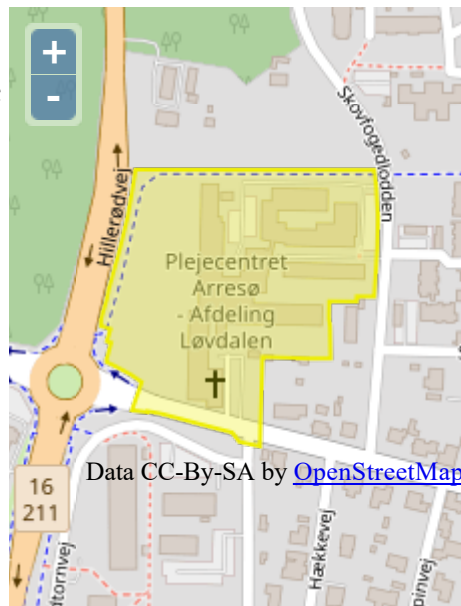 +
-
Skovfogedlodden
Hillerødvej
Plejecentret
Arresø
- Afdeling
Løvdalen
Data CC-By-SA by OpenStreetMap
16
211
Hækkevej